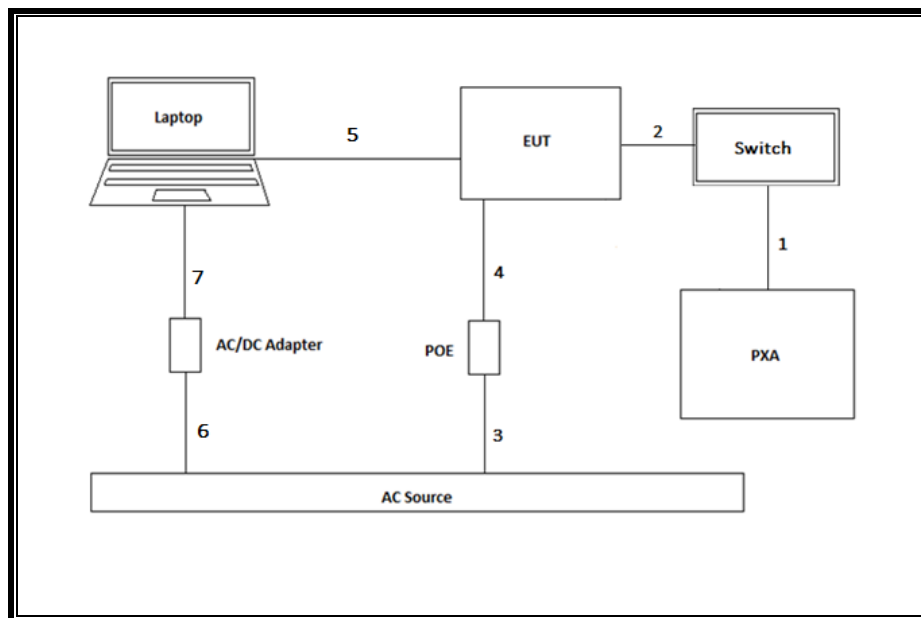 Laptop
5
EUT
2
Switch
1
7
4
AC/DC Adapter
POE
PXA
6
3
AC Source